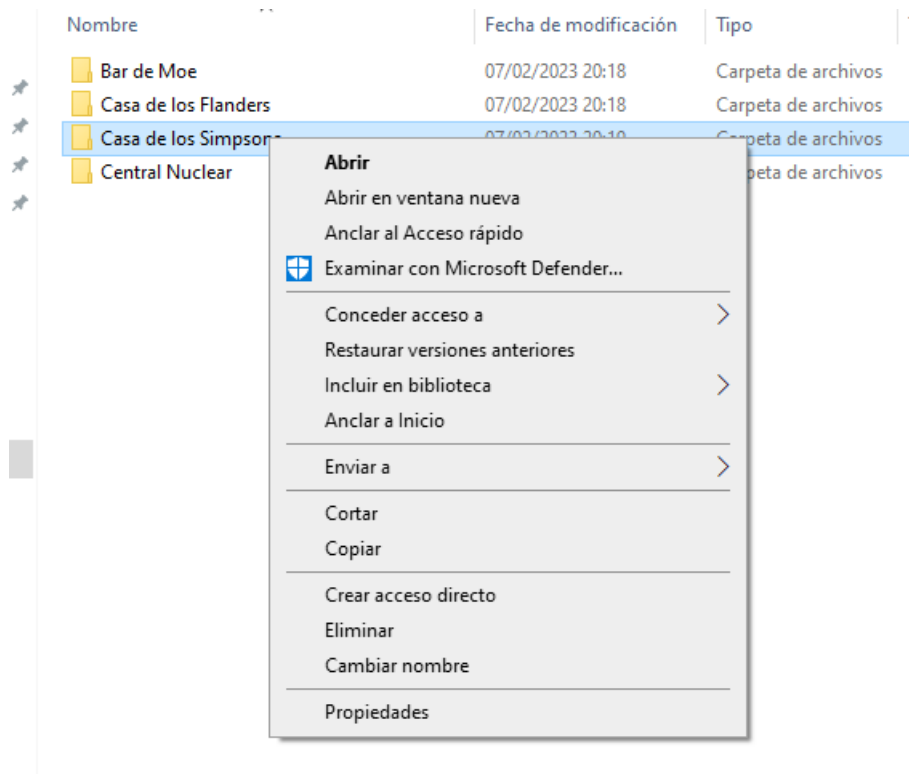 Nombre Fecha de modificación Tipo
Bar de Moe 07/02/2023 20:18 Carpeta de archivos
Casa de los Flanders 07/02/2023 20:18 Carpeta de archivos
Casa de los Simpsons de archivos
Central Nuclear de archivos
Abrir
Abrir en ventana nueva
Anclar al Acceso rápido
Examinar con Microsoft Defender...
Conceder acceso a
Restaurar versiones anteriores
Incluir en biblioteca
Anclar a Inicio
Enviar a
Cortar
Copiar
Crear acceso directo
Eliminar
Cambiar nombre
Propiedades